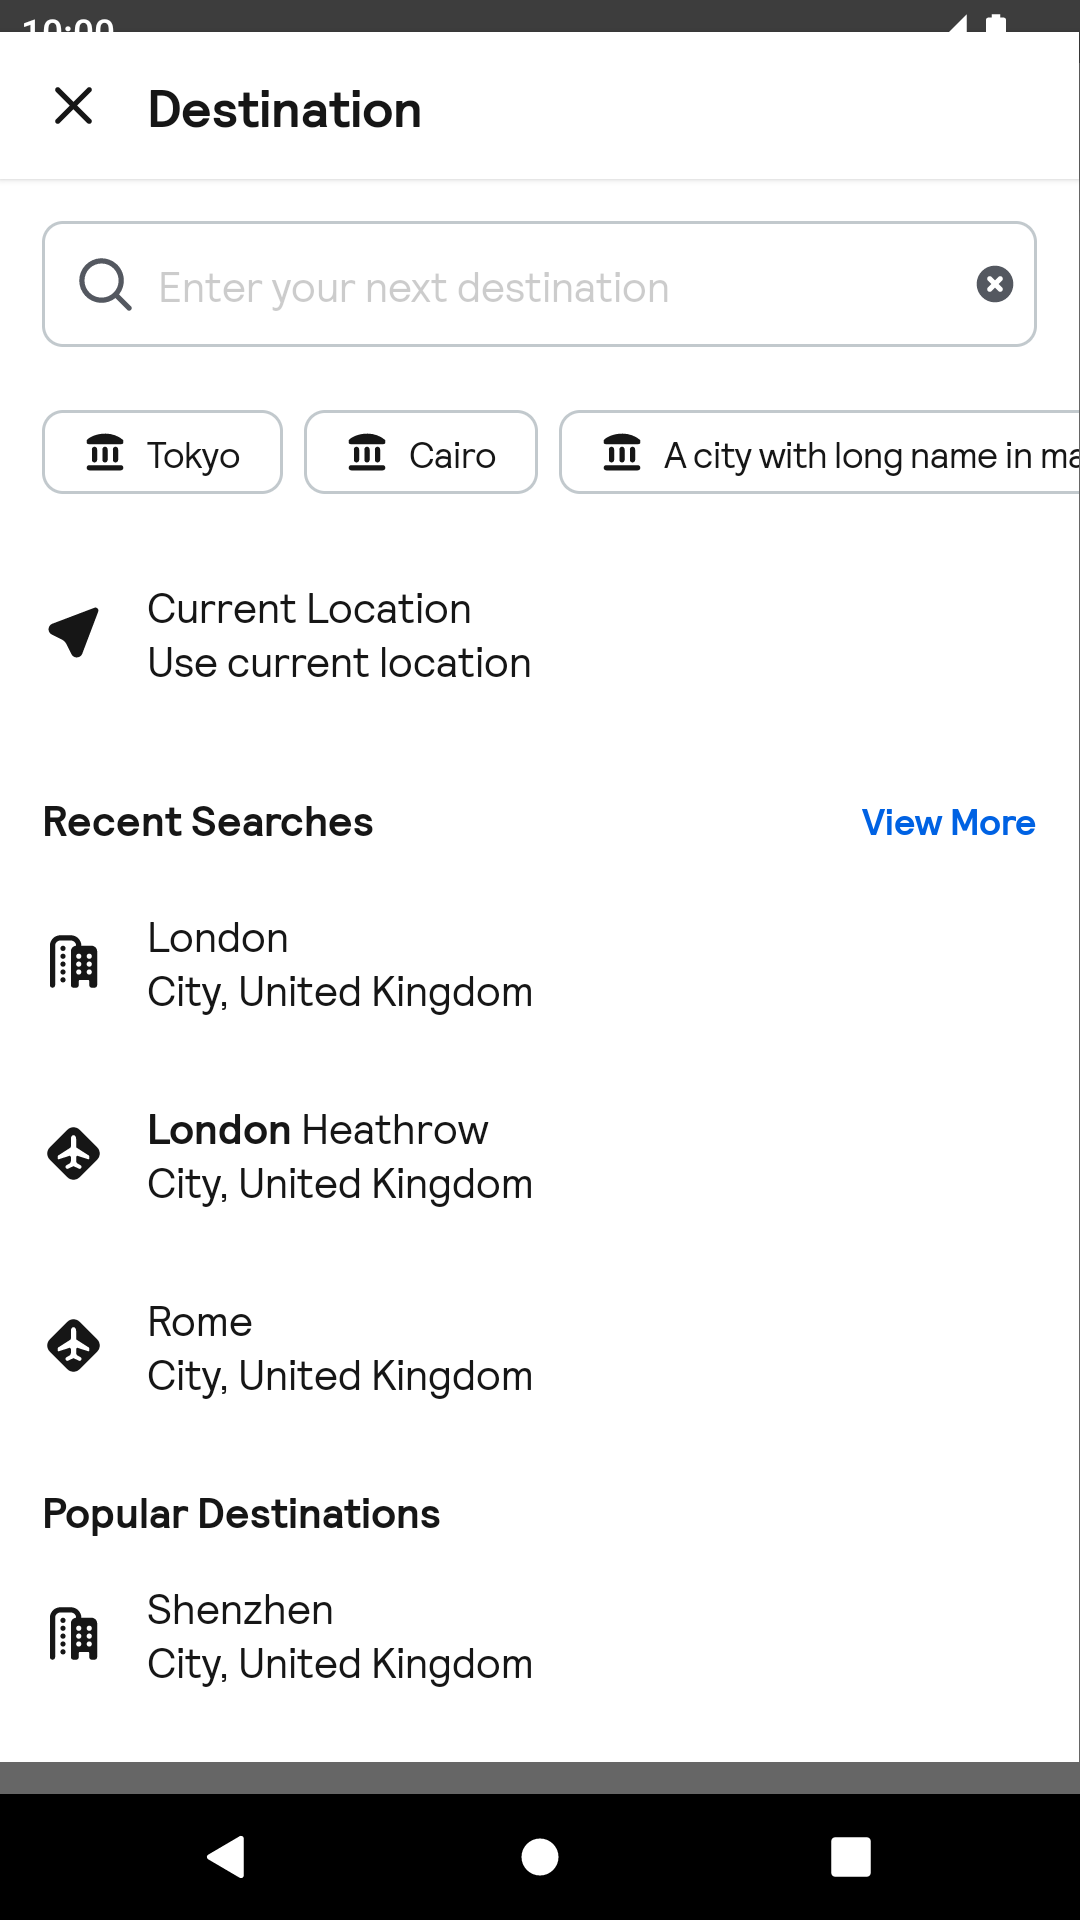 10:00
Destination
Enter your next destination
Tokyo
Cairo
A city with long name in ma
Current Location
Use current location
Recent Searches
View More
London
City, United Kingdom
London Heathrow
City, United Kingdom
Rome
City, United Kingdom
Popular Destinations
Shenzhen
City, United Kingdom